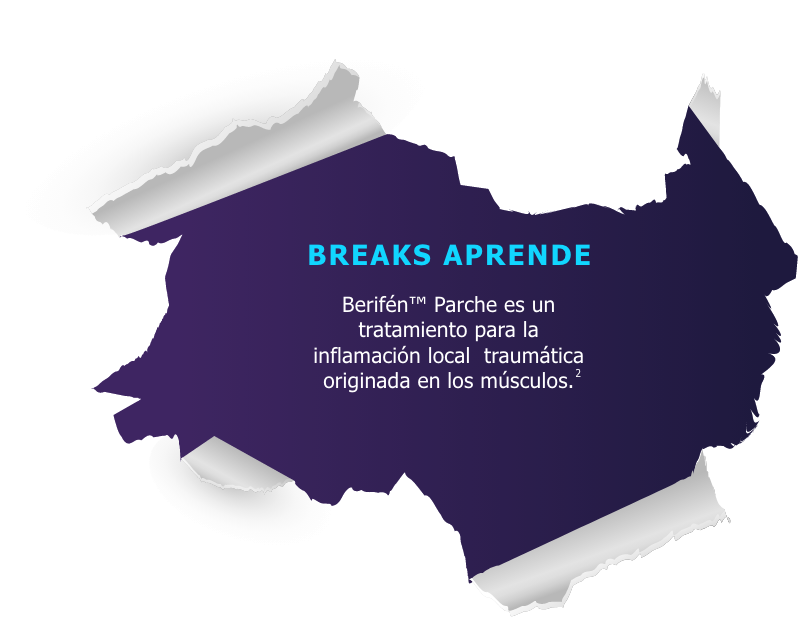 BREAKS APRENDE
Berifén™ Parche es un
tratamiento para la
inflamación local  traumática
originada en los músculos.²